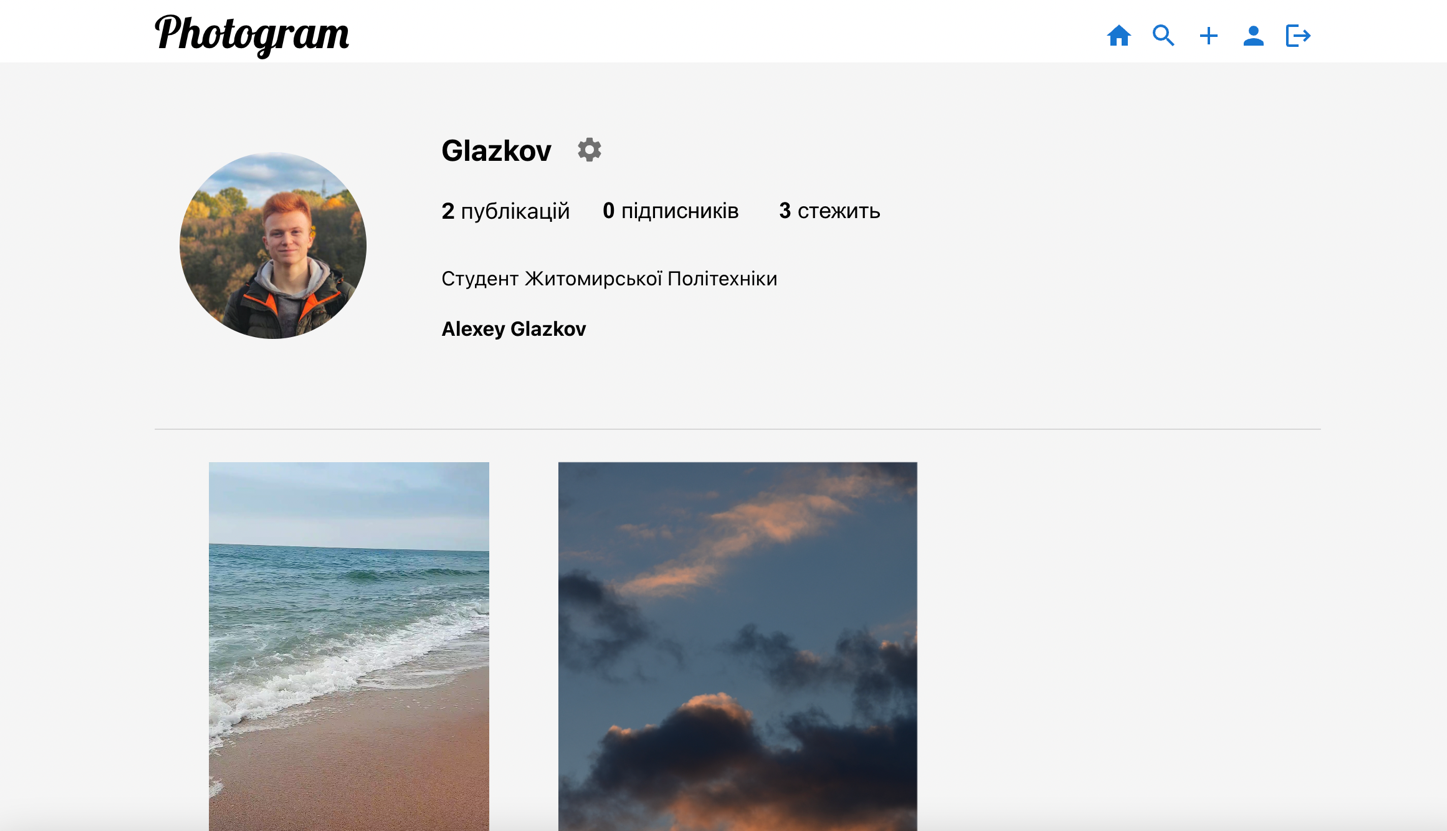 Photogram
Glazkov
2 публікацій 0 підписників 3 стежить
Студент Житомирської Політехніки
Alexey Glazkov